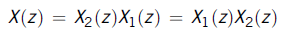 X(z) = X₂(z)X₁(z) = X₁(z)X₂(z)